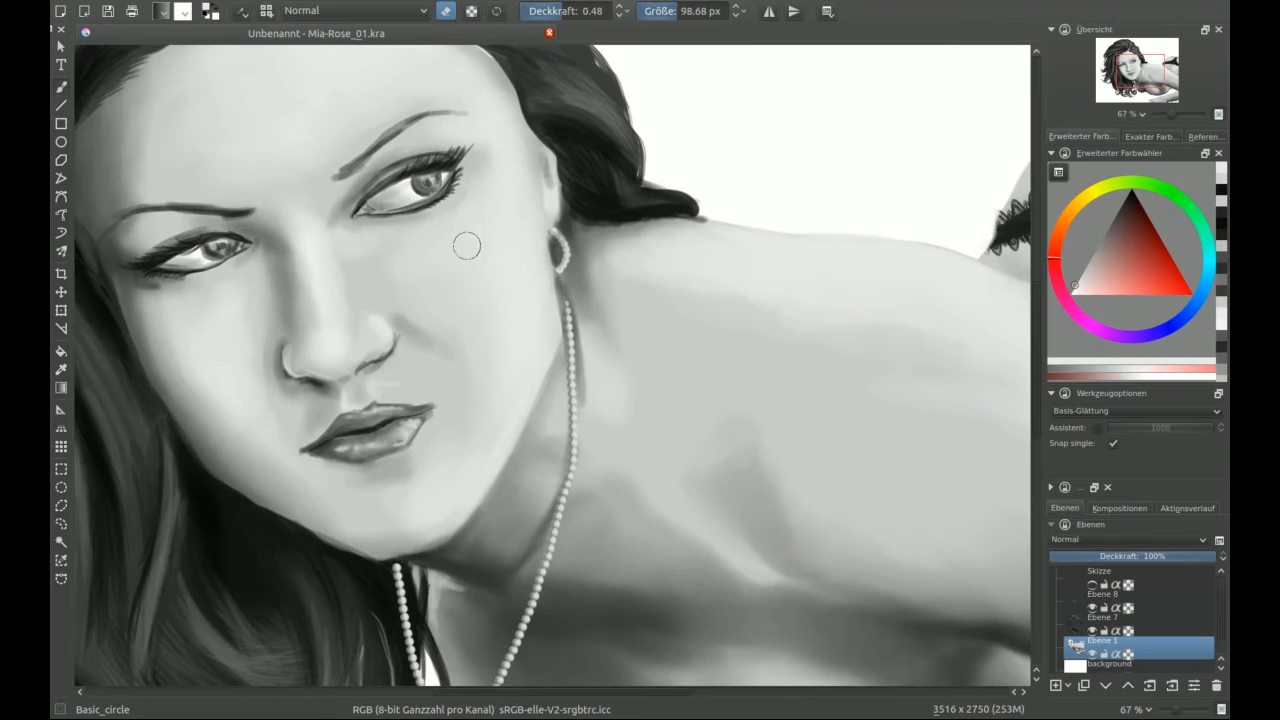 Normal
Deckkraft: 0.48
Größe: 98.68 px
Unbenannt - Mia-Rose_01.kra
Übersicht
67 %
Erweiterter Farb...
Exakter Farb...
Referen...
Erweiterter Farbwähler
Werkzeugoptionen
Basis-Glättung
Assistent:
1000
Snap single:
...
Ebenen
Kompositionen
Aktionsverlauf
Ebenen
Normal
Deckkraft: 100%
Skizze
Ebene 8
Ebene 7
Ebene 1
background
Basic_circle
RGB (8-bit Ganzzahl pro Kanal) sRGB-elle-V2-srgbtrc.icc
3516 x 2750 (253M)
67 %